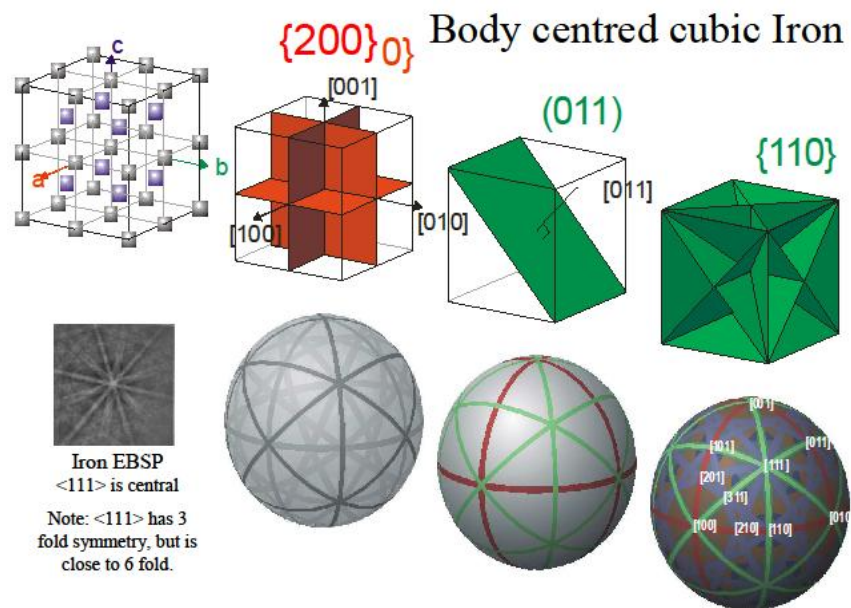 Body centred cubic Iron
{200}
0}
c
a
b
[001]
[100]
[010]
(011)
[011]
{110}
Iron EBSP
<111> is central
Note: <111> has 3
fold symmetry, but is
close to 6 fold.
[001]
[101]
[011]
[111]
[201]
[311]
[100]
[210]
[110]
[010]